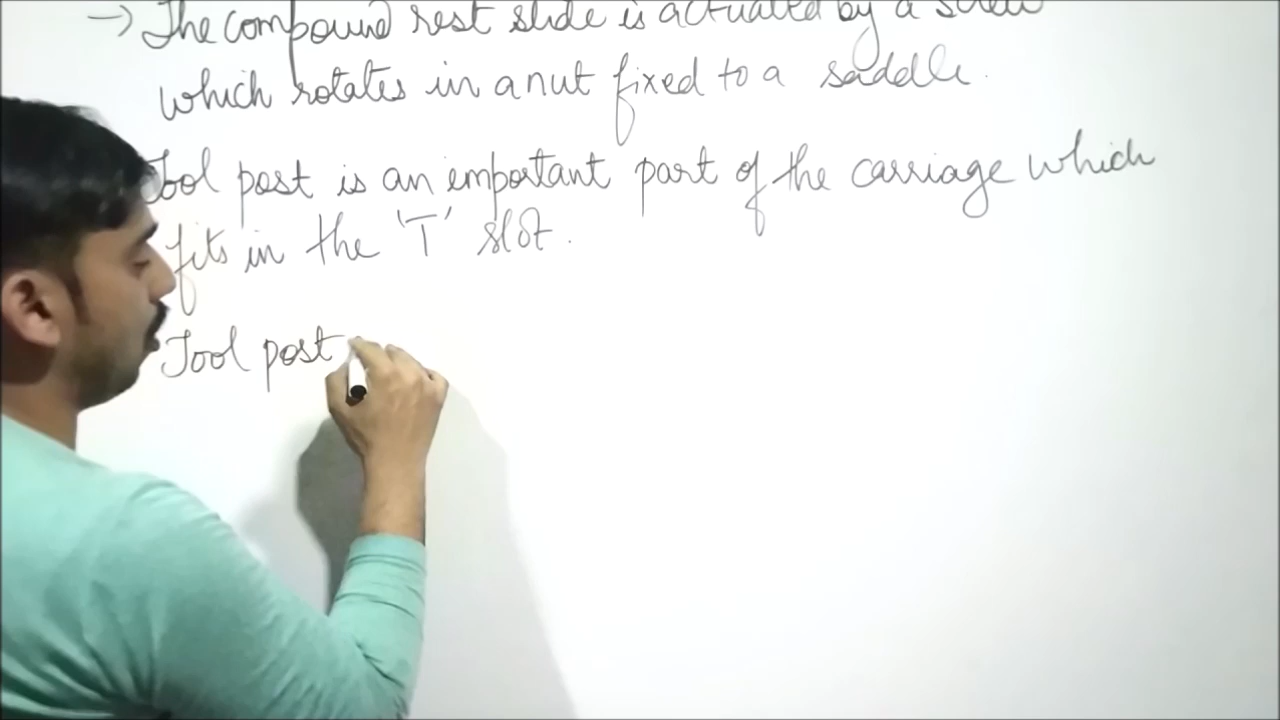 → The compound rest slide is actuated by a screw
which rotates in a nut fixed to a saddle.
Tool post is an important part of the carriage which
fits in the 'T' slot.
Tool post